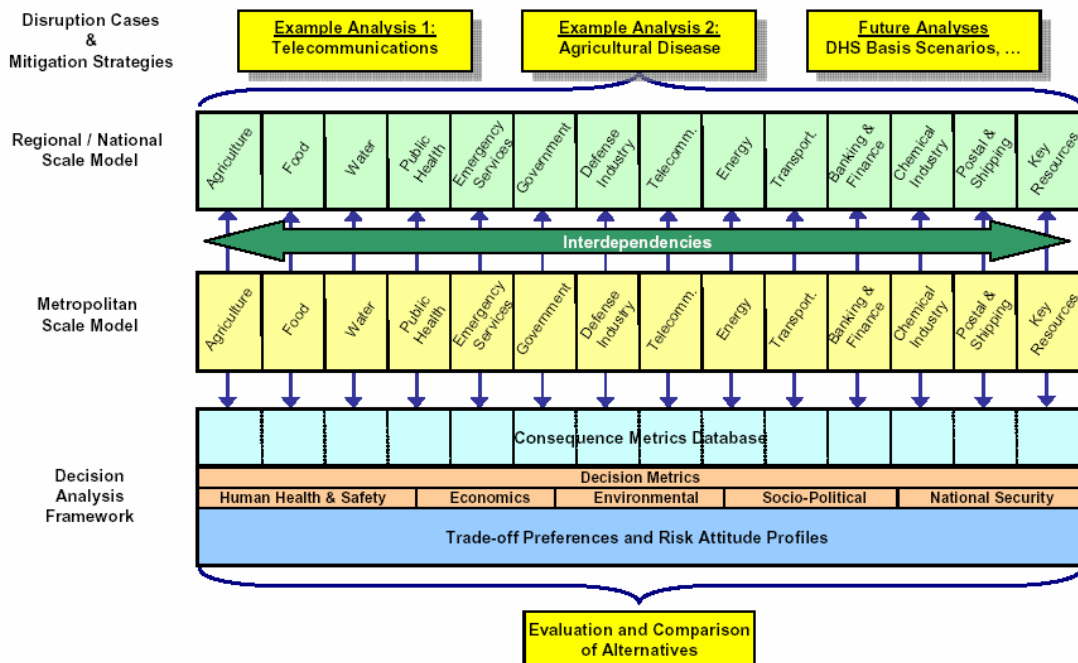 Disruption Cases
&
Mitigation Strategies
Example Analysis 1:
Telecommunications
Example Analysis 2:
Agricultural Disease
Future Analyses
DHS Basis Scenarios, ...
Regional / National
Scale Model
Agriculture
Food
Water
Public
Health
Emergency
Services
Government
Defense
Industry
Telecomm.
Energy
Transport.
Banking &
Finance
Chemical
Industry
Postal &
Shipping
Key
Resources
Interdependencies
Metropolitan
Scale Model
Agriculture
Food
Water
Public
Health
Emergency
Services
Government
Defense
Industry
Telecomm.
Energy
Transport.
Banking &
Finance
Chemical
Industry
Postal &
Shipping
Key
Resources
Decision
Analysis
Framework
Consequence Metrics Database
Decision Metrics
Human Health & Safety
Economics
Environmental
Socio-Political
National Security
Trade-off Preferences and Risk Attitude Profiles
Evaluation and Comparison
of Alternatives